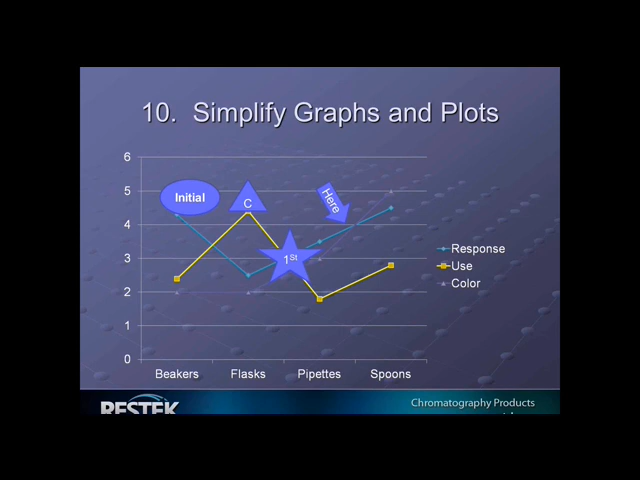 10. Simplify Graphs and Plots
6
5
4
3
2
1
0
Initial
C
Here
1St
Response
Use
Color
Beakers Flasks Pipettes Spoons
RESTEK
Chromatography Products